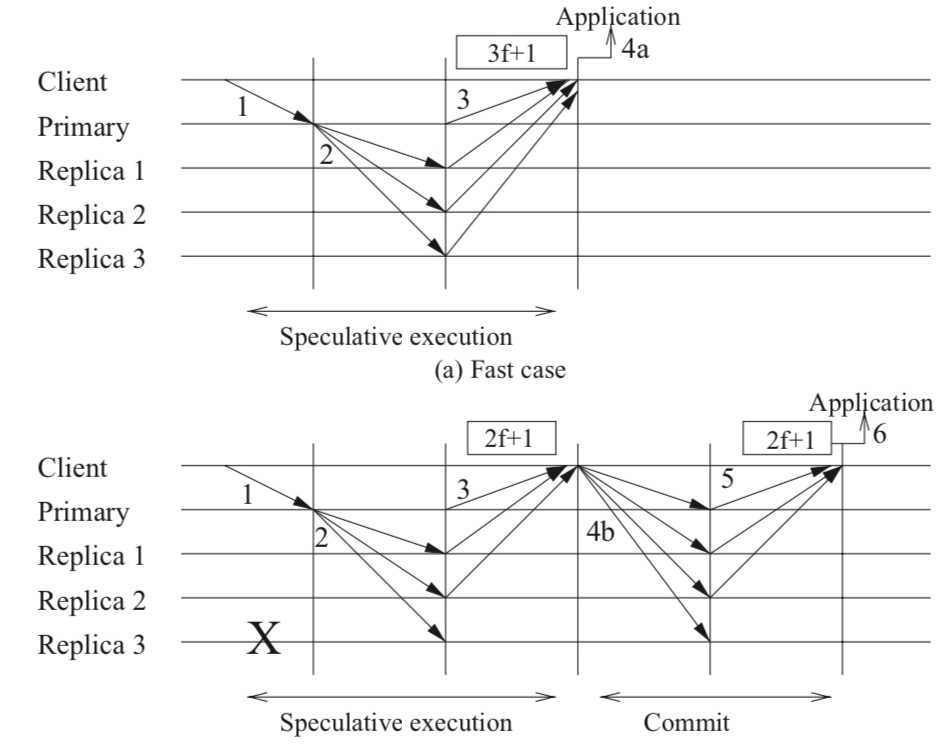 Application
3f+1
4a
Client
1
3
Primary
2
Replica 1
Replica 2
Replica 3
Speculative execution
(a) Fast case
Application
2f+1
2f+1
6
Client
1
3
5
Primary
2
4b
Replica 1
Replica 2
Replica 3
X
Speculative execution
Commit